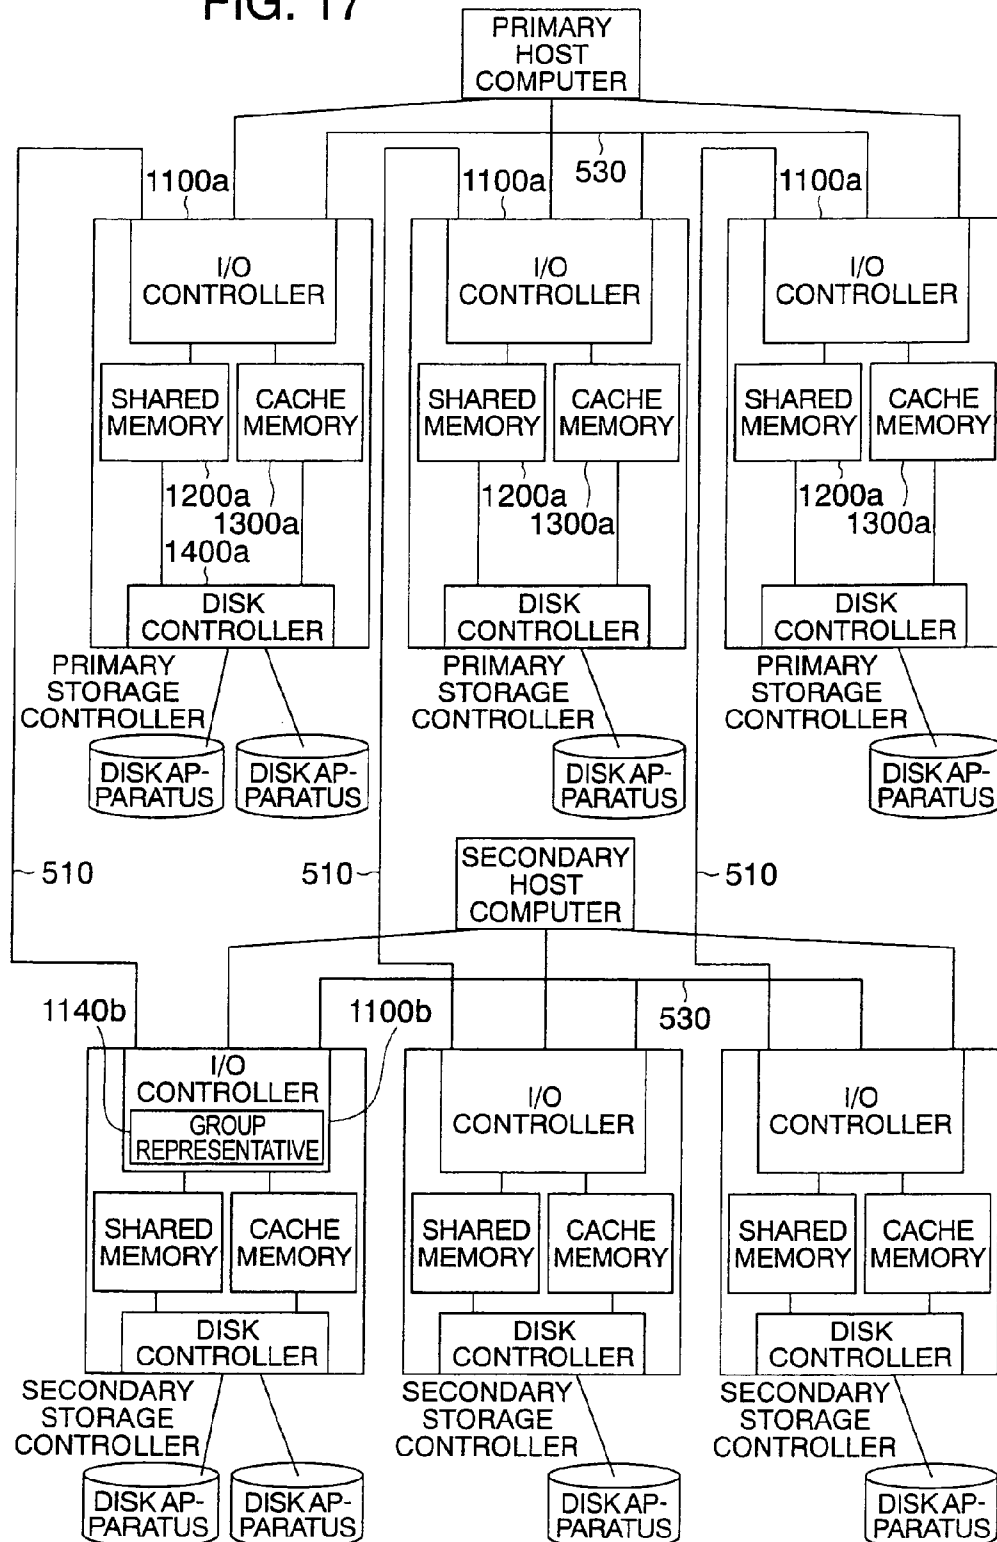 FIG. 17
PRIMARY
HOST
COMPUTER
530
1100a
1100a
1100a
I/O
CONTROLLER
I/O
CONTROLLER
I/O
CONTROLLER
SHARED
MEMORY
CACHE
MEMORY
SHARED
MEMORY
CACHE
MEMORY
SHARED
MEMORY
CACHE
MEMORY
1200a
1300a
1400a
1200a
1300a
1200a
1300a
DISK
CONTROLLER
DISK
CONTROLLER
DISK
CONTROLLER
PRIMARY
STORAGE
CONTROLLER
PRIMARY
STORAGE
CONTROLLER
PRIMARY
STORAGE
CONTROLLER
DISK AP-
PARATUS
DISK AP-
PARATUS
DISK AP-
PARATUS
DISK AP-
PARATUS
510
510
510
SECONDARY
HOST
COMPUTER
1140b
1100b
530
I/O
CONTROLLER
GROUP
REPRESENTATIVE
I/O
CONTROLLER
I/O
CONTROLLER
SHARED
MEMORY
CACHE
MEMORY
SHARED
MEMORY
CACHE
MEMORY
SHARED
MEMORY
CACHE
MEMORY
DISK
CONTROLLER
DISK
CONTROLLER
DISK
CONTROLLER
SECONDARY
STORAGE
CONTROLLER
SECONDARY
STORAGE
CONTROLLER
SECONDARY
STORAGE
CONTROLLER
DISK AP-
PARATUS
DISK AP-
PARATUS
DISK AP-
PARATUS
DISK AP-
PARATUS